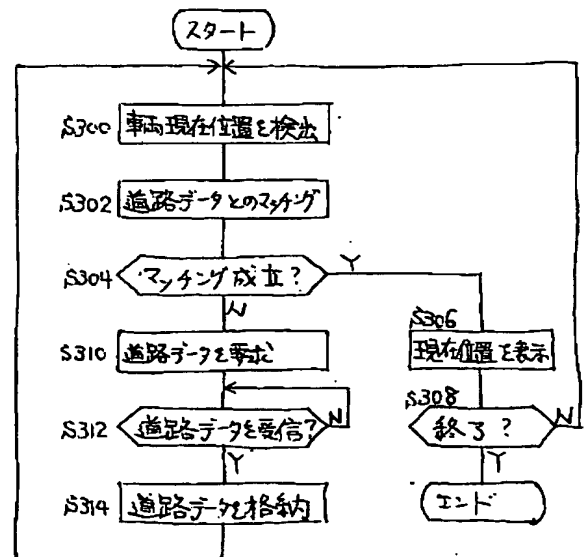 スタート
S300 車両現在位置を検出
S302 道路データとのマッチング
S304 マッチング成立?
Y
N
S306
現在位置を表示
S310 道路データを要求
S308
終了?
N
Y
エンド
S312 道路データを受信?
N
Y
S314 道路データを格納